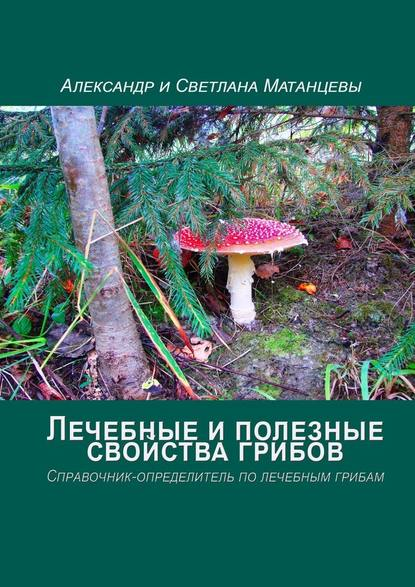 Александр и Светлана Матанцевы
Лечебные и полезные
свойства грибов
Справочник-определитель по лечебным грибам